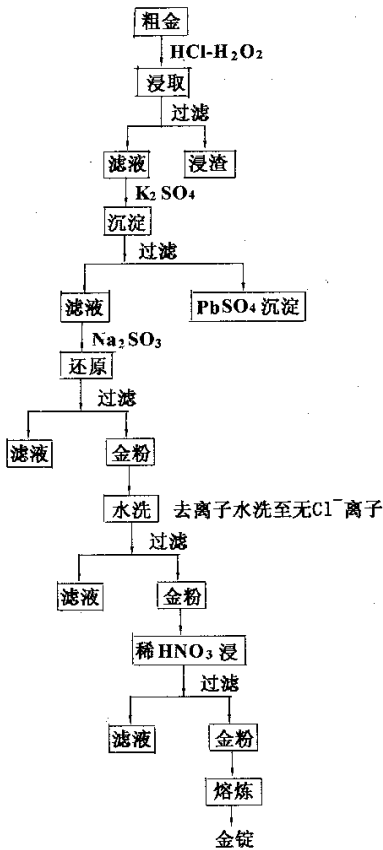 粗金
HCl-H2O2
浸取
过滤
滤液
浸渣
K2SO4
沉淀
过滤
滤液
PbSO4沉淀
Na2SO3
还原
过滤
滤液
金粉
水洗 去离子水洗至无Cl⁻离子
过滤
滤液
金粉
稀HNO3浸
过滤
滤液
金粉
熔炼
金锭